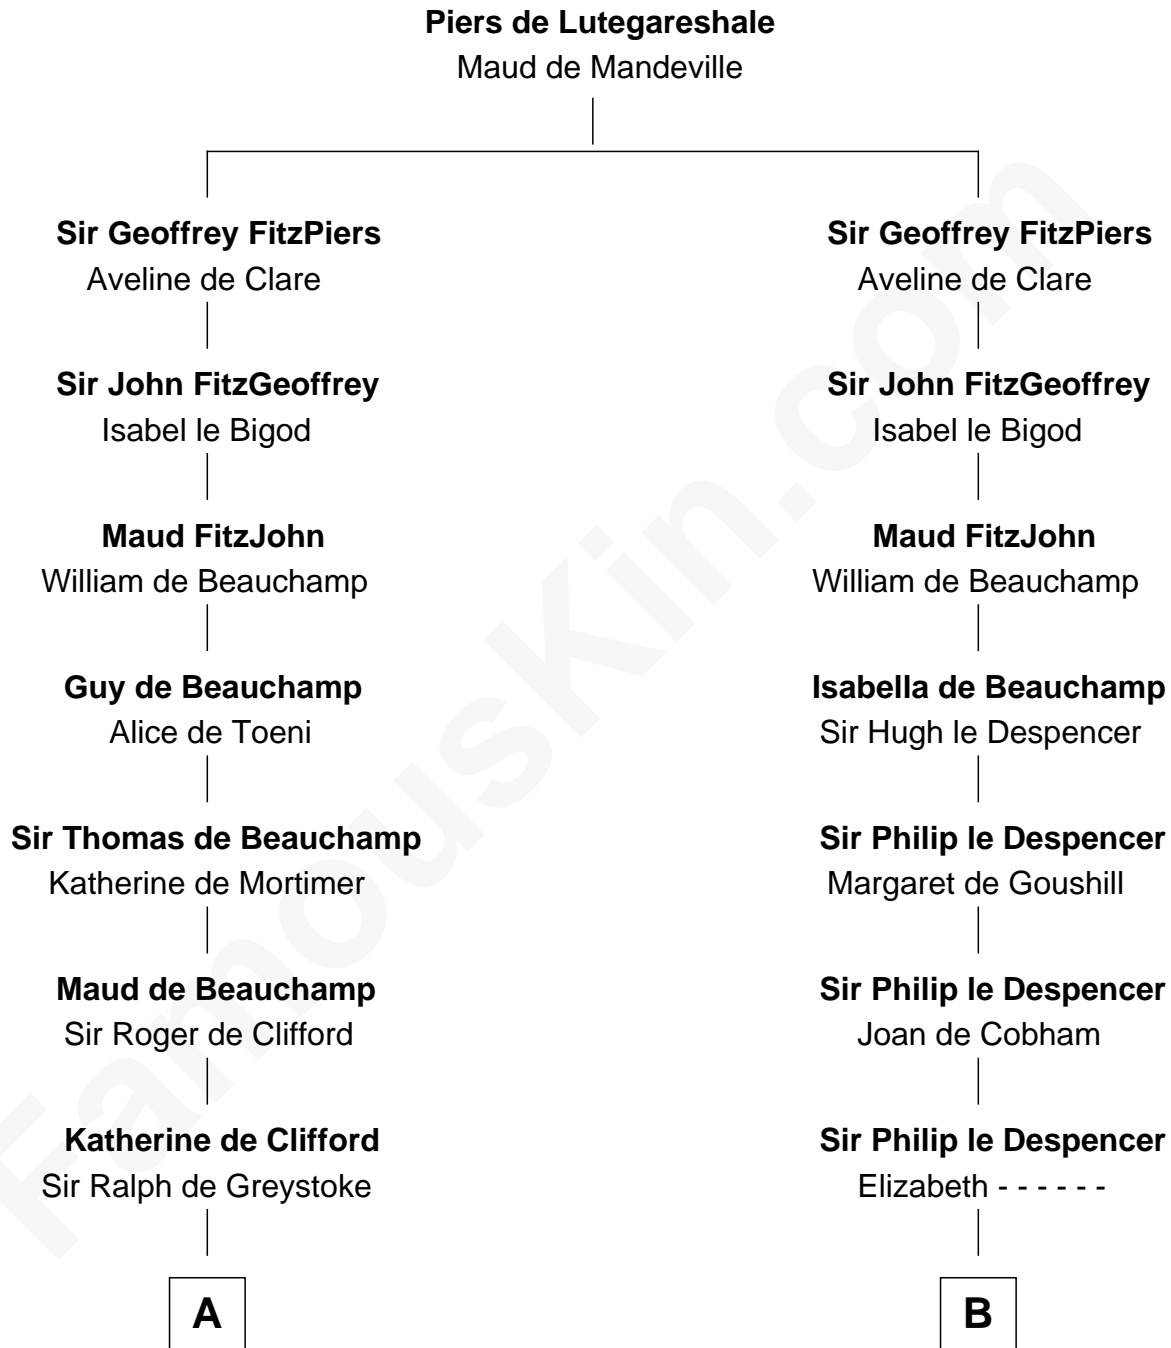 Piers de Lutegareshale
Maud de Mandeville
Sir Geoffrey FitzPiers
Aveline de Clare
Sir John FitzGeoffrey
Isabel le Bigod
Maud FitzJohn
William de Beauchamp
Guy de Beauchamp
Alice de Toeni
Sir Thomas de Beauchamp
Katherine de Mortimer
Maud de Beauchamp
Sir Roger de Clifford
Katherine de Clifford
Sir Ralph de Greystoke
A
Sir Geoffrey FitzPiers
Aveline de Clare
Sir John FitzGeoffrey
Isabel le Bigod
Maud FitzJohn
William de Beauchamp
Isabella de Beauchamp
Sir Hugh le Despencer
Sir Philip le Despencer
Margaret de Goushill
Sir Philip le Despencer
Joan de Cobham
Sir Philip le Despencer
Elizabeth - - - - - -
B
FamousKin.com